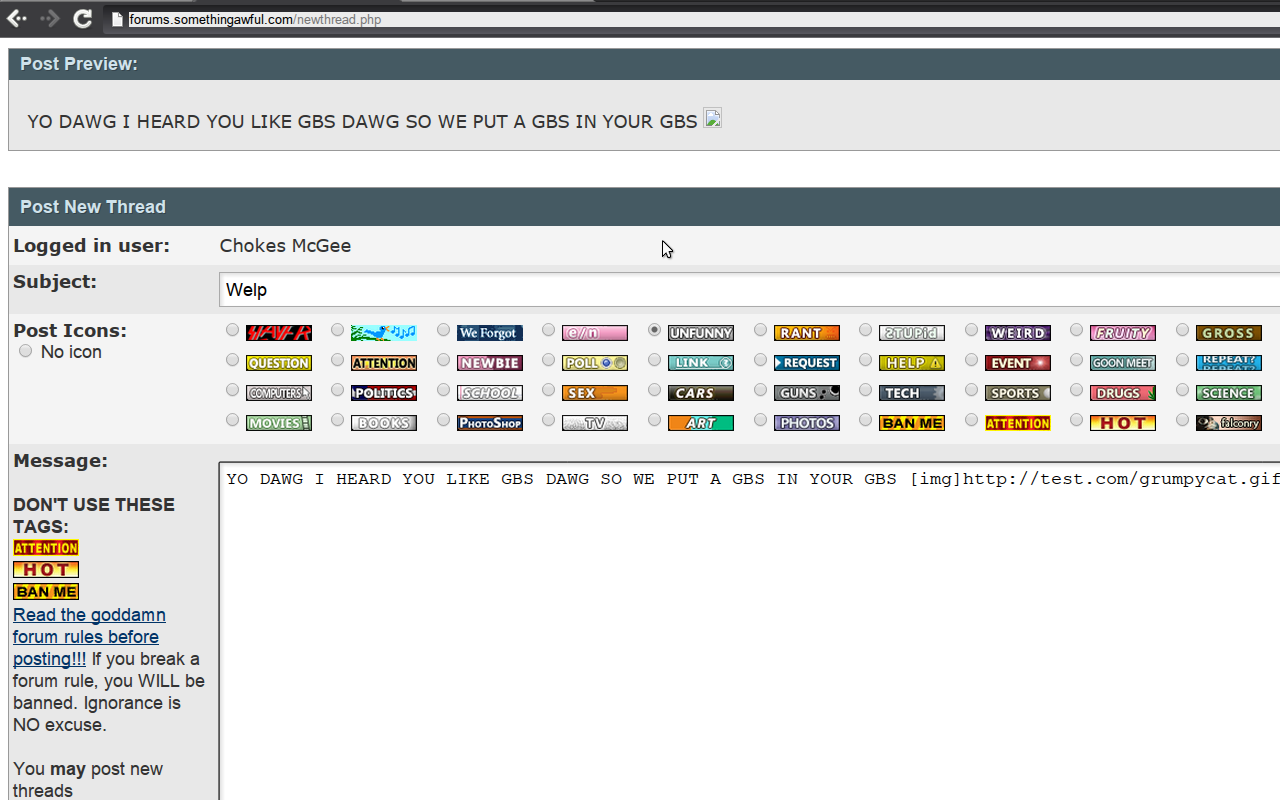 forums.somethingawful.com/newthread.php
Post Preview:
YO DAWG I HEARD YOU LIKE GBS DAWG SO WE PUT A GBS IN YOUR GBS
Post New Thread
Logged in user: Chokes McGee
Subject: Welp
Post Icons:
No icon
SLAYER We Forgot e/n UNFUNNY RANT STUPid WEIRD FRUITY GROSS
QUESTION ATTENTION NEWBIE POLL LINK REQUEST HELP EVENT GOON MEET REPEAT? REPEAT?
COMPUTERS POLITICS SCHOOL SEX CARS GUNS TECH SPORTS DRUGS SCIENCE
MOVIES BOOKS PHOTOSHOP TV ART PHOTOS BAN ME ATTENTION HOT falconry
Message:
YO DAWG I HEARD YOU LIKE GBS DAWG SO WE PUT A GBS IN YOUR GBS [img]http://test.com/grumpycat.gif
DON'T USE THESE
TAGS:
ATTENTION
HOT
BAN ME
Read the goddamn
forum rules before
posting!!! If you break a
forum rule, you WILL be
banned. Ignorance is
NO excuse.
You may post new
threads